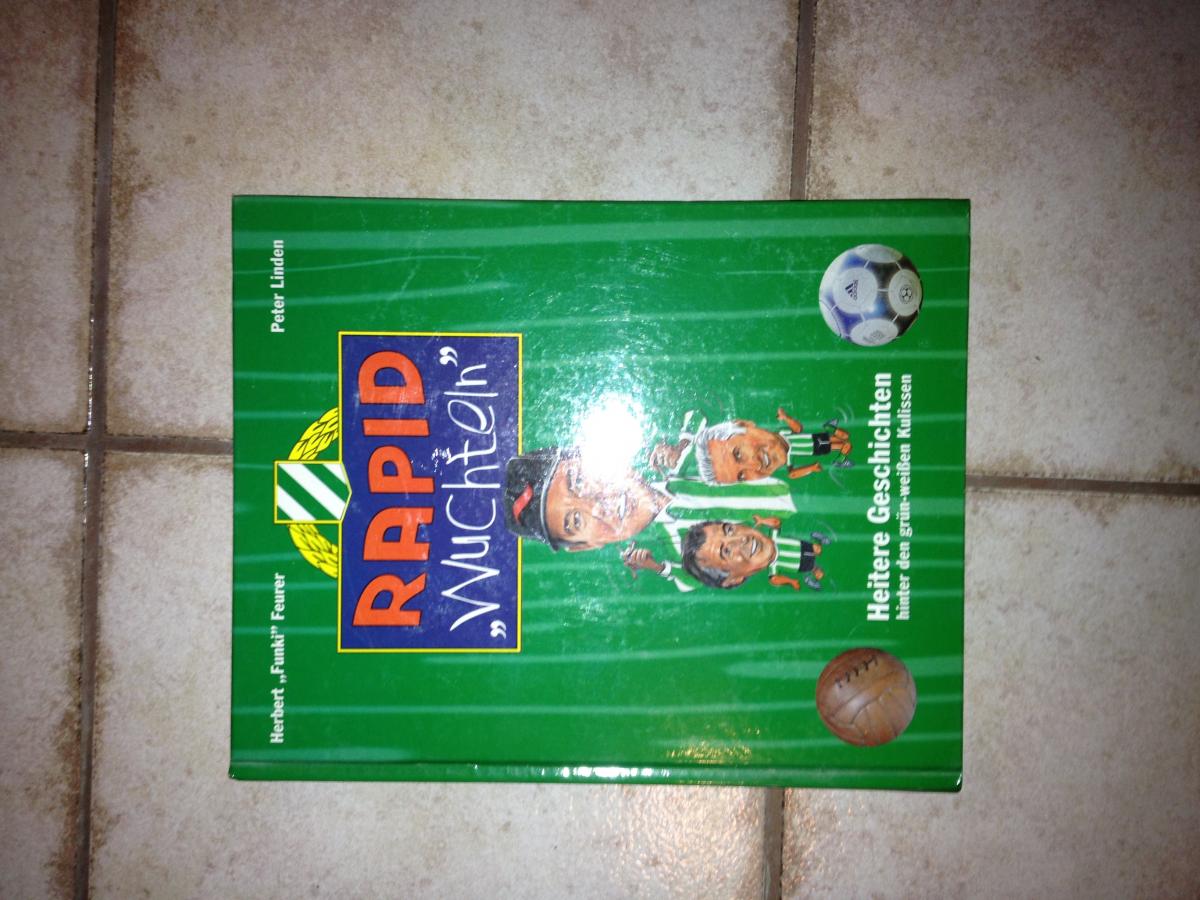 Herbert „Funki” Feurer Peter Linden
RAPID
„Wuchteln”
Heitere Geschichten
hinter den grün-weißen Kulissen